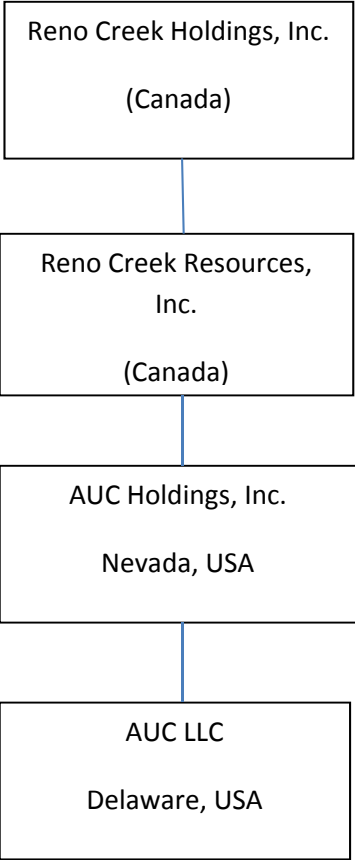 Reno Creek Holdings, Inc.
(Canada)
Reno Creek Resources,
Inc.
(Canada)
AUC Holdings, Inc.
Nevada, USA
AUC LLC
Delaware, USA